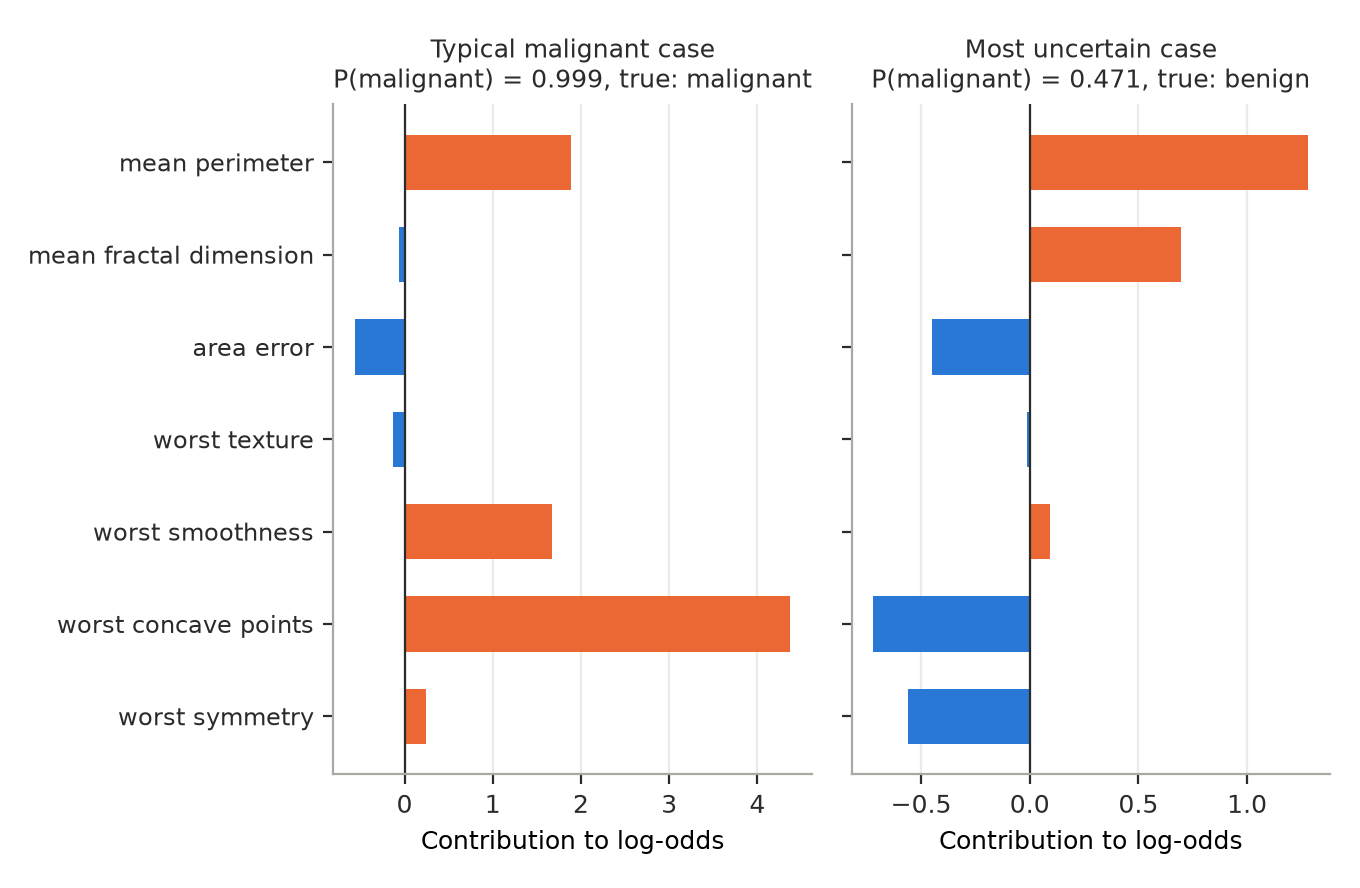 Typical malignant case
P(malignant) = 0.999, true: malignant
Most uncertain case
P(malignant) = 0.471, true: benign
mean perimeter
mean fractal dimension
area error
worst texture
worst smoothness
worst concave points
worst symmetry
0 1 2 3 4
−0.5 0.0 0.5 1.0
Contribution to log-odds
Contribution to log-odds